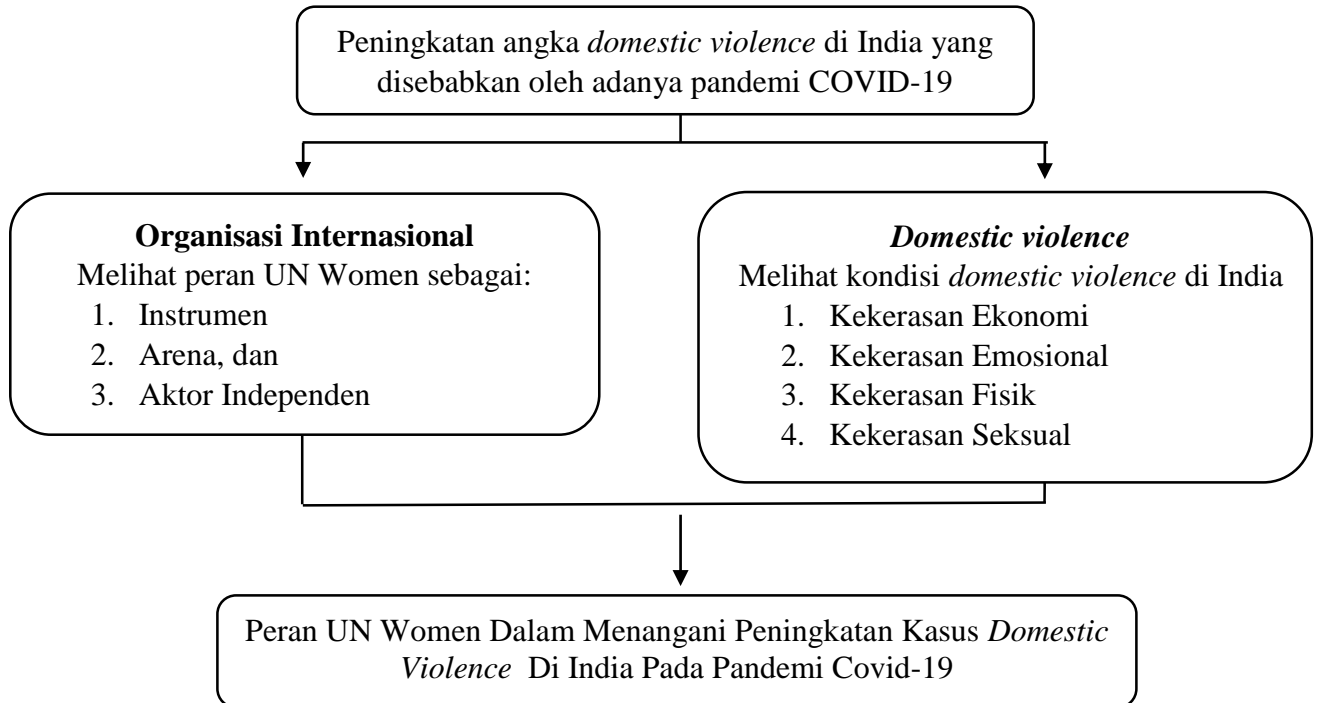 Peningkatan angka domestic violence di India yang
disebabkan oleh adanya pandemi COVID-19
Organisasi Internasional
Melihat peran UN Women sebagai:
1. Instrumen
2. Arena, dan
3. Aktor Independen
Domestic violence
Melihat kondisi domestic violence di India
1. Kekerasan Ekonomi
2. Kekerasan Emosional
3. Kekerasan Fisik
4. Kekerasan Seksual
Peran UN Women Dalam Menangani Peningkatan Kasus Domestic
Violence Di India Pada Pandemi Covid-19